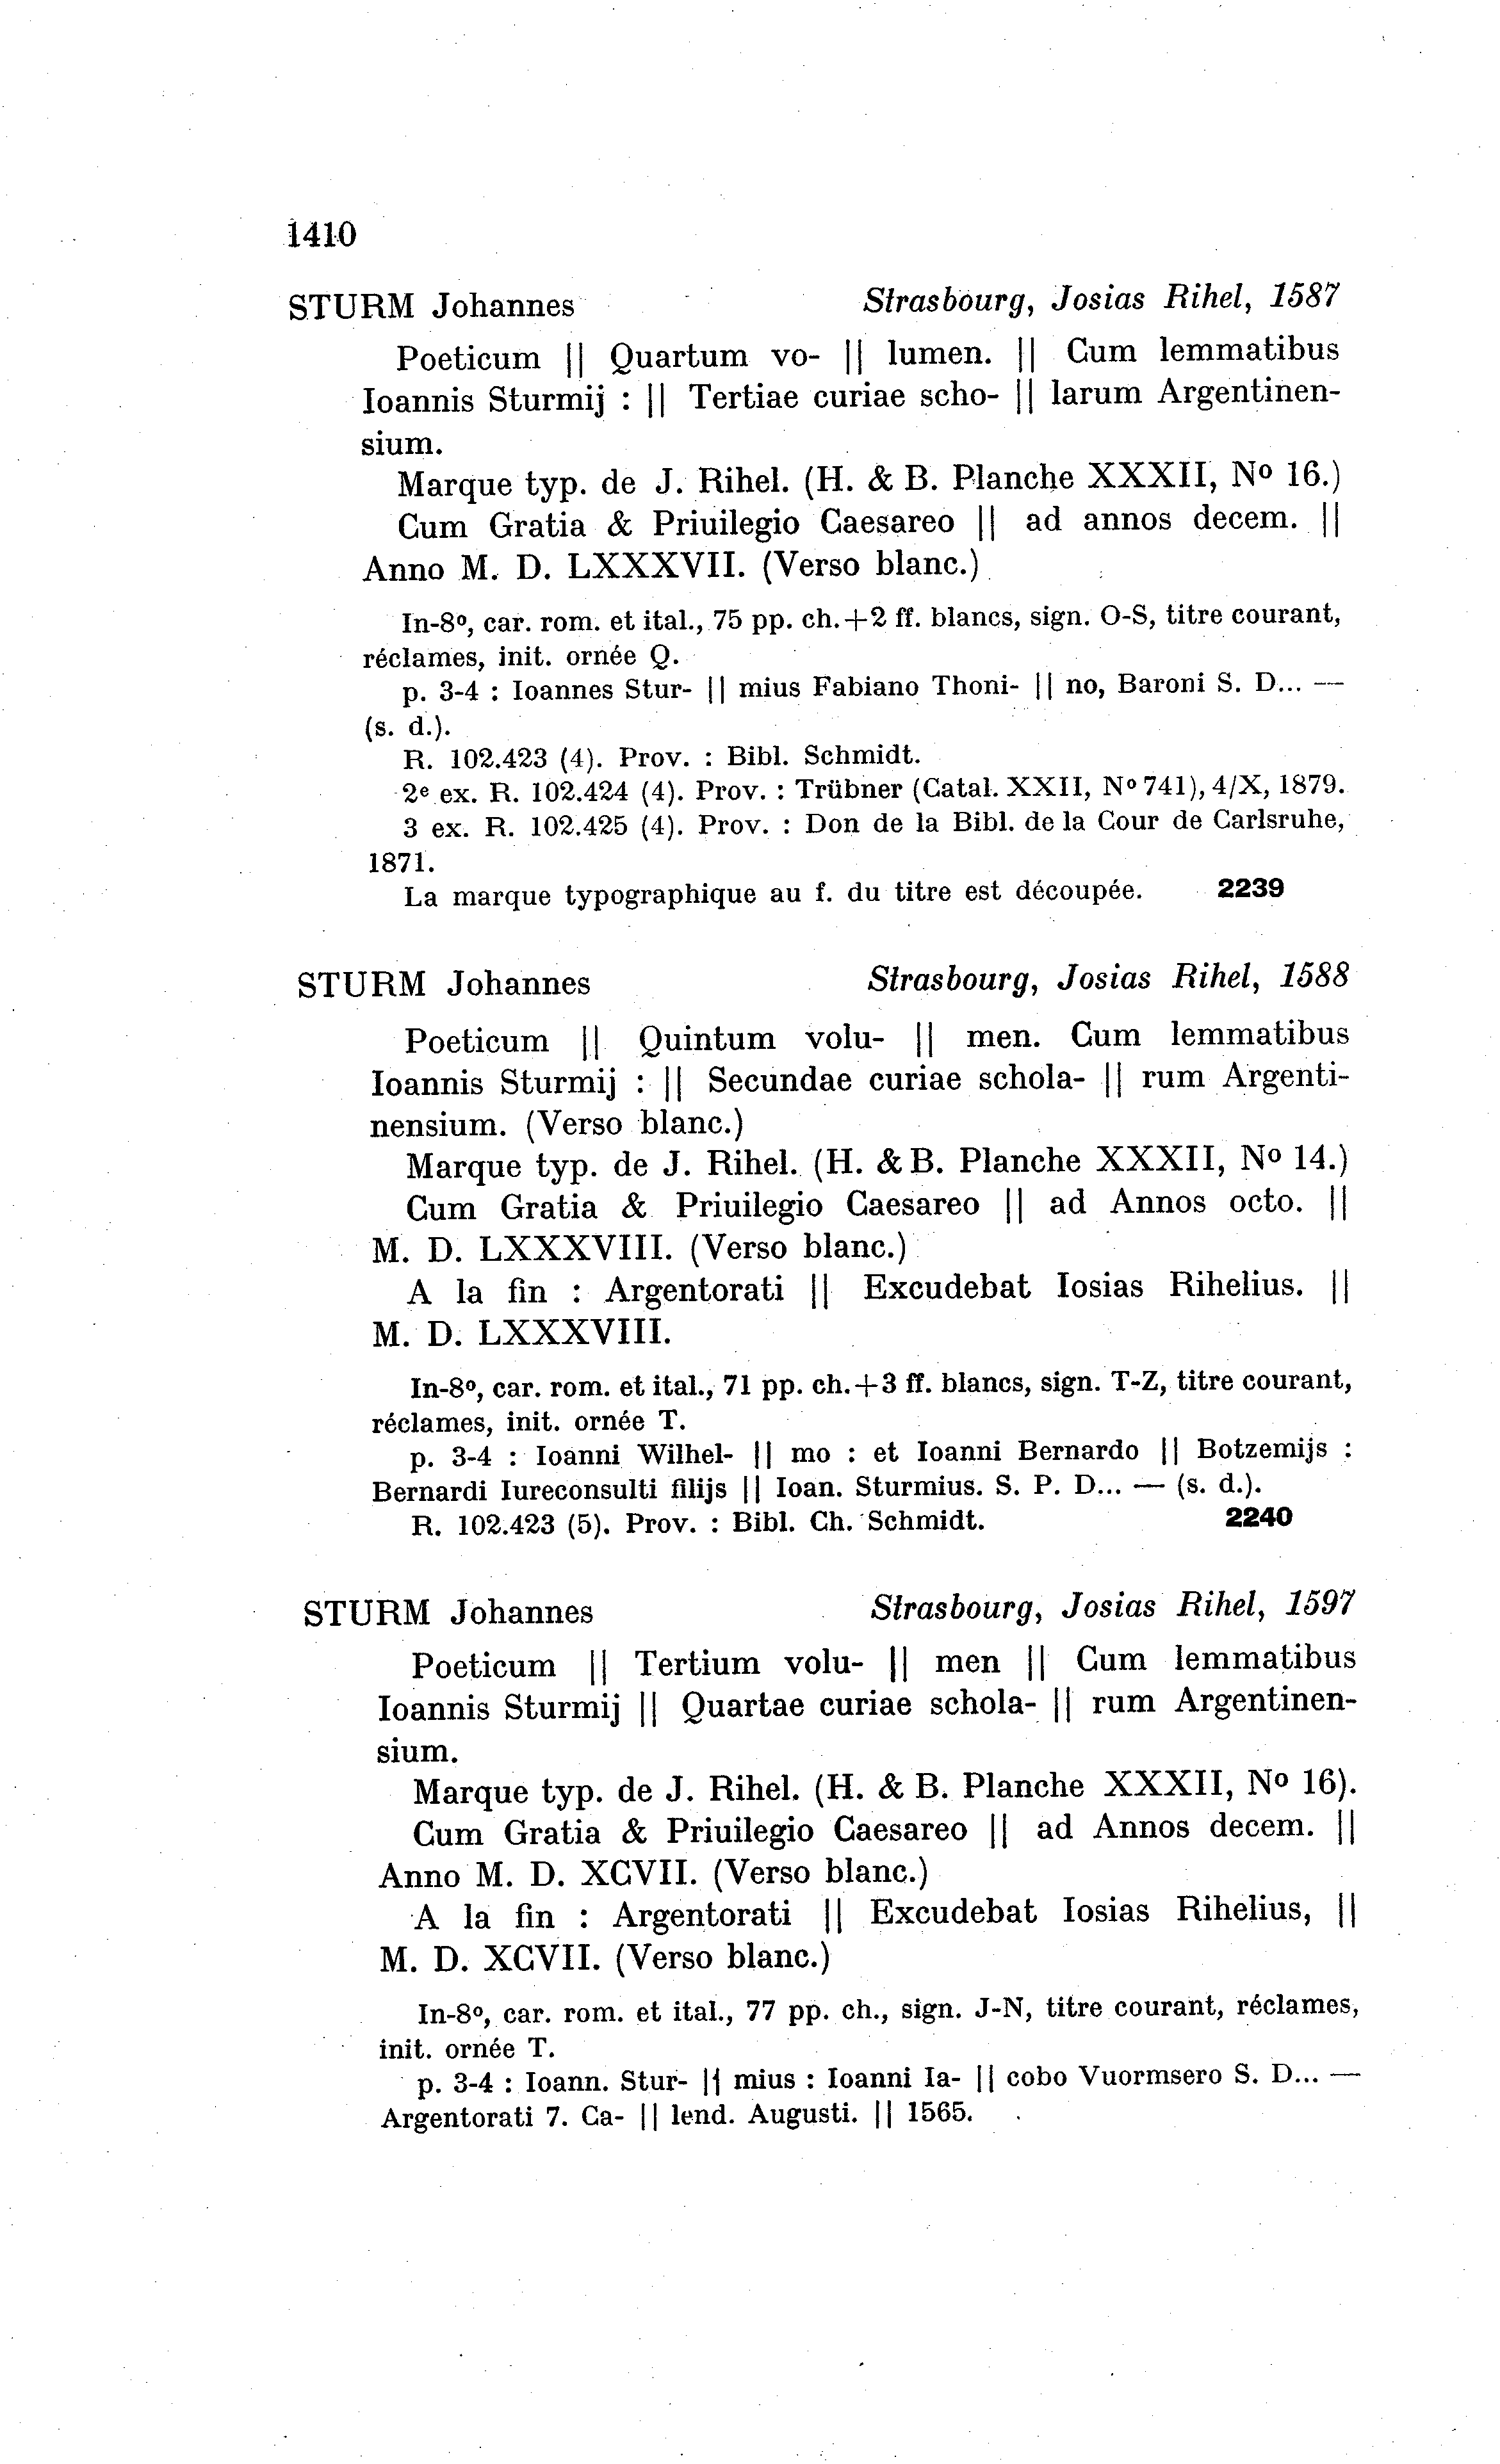 1410
STURM Johannes Strasbourg, Josias Rihel, 1587
Poeticum || Quartum vo- || lumen. || Cum lemmatibus
Ioannis Sturmij : || Tertiae curiae scho- || larum Argentinen-
sium.
Marque typ. de J. Rihel. (H. & B. Planche XXXII, No 16.)
Cum Gratia & Priuilegio Caesareo || ad annos decem. ||
Anno M. D. LXXXVII. (Verso blanc.)
In-8o, car. rom. et ital., 75 pp. ch.+2 ff. blancs, sign. O-S, titre courant,
réclames, init. ornée Q.
p. 3-4 : Ioannes Stur- || mius Fabiano Thoni- || no, Baroni S. D... —
(s. d.).
R. 102.423 (4). Prov. : Bibl. Schmidt.
2e ex. R. 102.424 (4). Prov. : Trübner (Catal. XXII, No 741), 4/X, 1879.
3 ex. R. 102.425 (4). Prov. : Don de la Bibl. de la Cour de Carlsruhe,
1871.
La marque typographique au f. du titre est découpée. 2239
STURM Johannes Strasbourg, Josias Rihel, 1588
Poeticum || Quintum volu- || men. Cum lemmatibus
Ioannis Sturmij : || Secundae curiae schola- || rum Argenti-
nensium. (Verso blanc.)
Marque typ. de J. Rihel. (H. & B. Planche XXXII, No 14.)
Cum Gratia & Priuilegio Caesareo || ad Annos octo. ||
M. D. LXXXVIII. (Verso blanc.)
A la fin : Argentorati || Excudebat Iosias Rihelius. ||
M. D. LXXXVIII.
In-8o, car. rom. et ital., 71 pp. ch.+3 ff. blancs, sign. T-Z, titre courant,
réclames, init. ornée T.
p. 3-4 : Ioanni Wilhel- || mo : et Ioanni Bernardo || Botzemijs :
Bernardi Iureconsulti filijs || Ioan. Sturmius. S. P. D... — (s. d.).
R. 102.423 (5). Prov. : Bibl. Ch. Schmidt. 2240
STURM Johannes Strasbourg, Josias Rihel, 1597
Poeticum || Tertium volu- || men || Cum lemmatibus
Ioannis Sturmij || Quartae curiae schola- || rum Argentinen-
sium.
Marque typ. de J. Rihel. (H. & B. Planche XXXII, No 16).
Cum Gratia & Priuilegio Caesareo || ad Annos decem. ||
Anno M. D. XCVII. (Verso blanc.)
A la fin : Argentorati || Excudebat Iosias Rihelius, ||
M. D. XCVII. (Verso blanc.)
In-8o, car. rom. et ital., 77 pp. ch., sign. J-N, titre courant, réclames,
init. ornée T.
p. 3-4 : Ioann. Stur- || mius : Ioanni Ia- || cobo Vuormsero S. D... —
Argentorati 7. Ca- || lend. Augusti. || 1565.